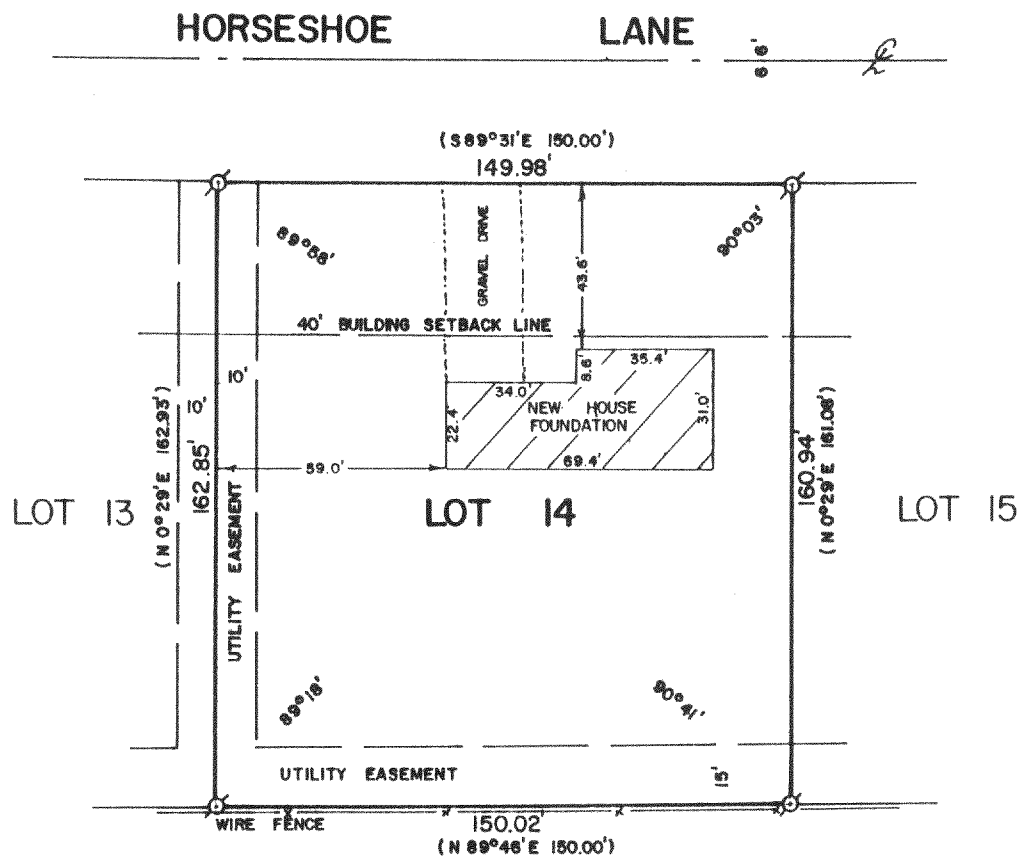 HORSESHOE LANE
66'
(S89°31'E 150.00')
149.98'
89°58'
90°03'
GRAVEL DRIVE
43.6'
40' BUILDING SETBACK LINE
10'
10'
34.0'
8.6'
35.4'
22.4'
NEW HOUSE
FOUNDATION
31.0'
69.4'
59.0'
(N 0°29'E 162.93')
162.85'
160.94'
(N 0°29'E 161.08')
LOT 13
LOT 14
LOT 15
UTILITY EASEMENT
89°18'
90°41'
UTILITY EASEMENT
15'
WIRE FENCE
150.02'
(N 89°46'E 150.00')